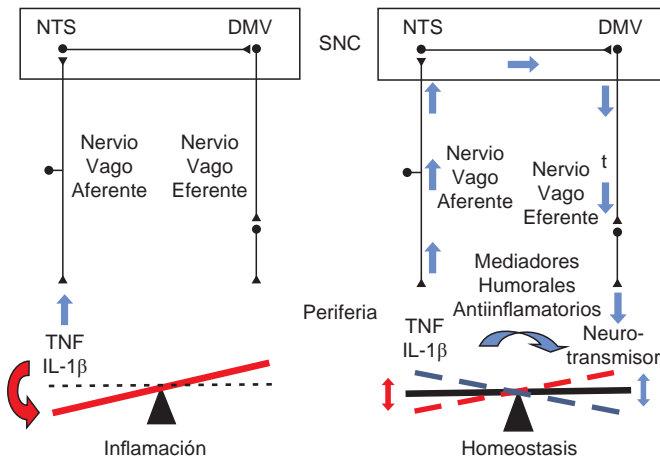 NTS
DMV
Nervio
Vago
Aferente
Nervio
Vago
Eferente
TNF
IL-1β
Inflamación
SNC
Periferia
NTS
DMV
Nervio
Vago
Aferente
t
Nervio
Vago
Eferente
Mediadores
Humorales
Antiinflamatorios
TNF
IL-1β
Neuro-
transmisor
Homeostasis